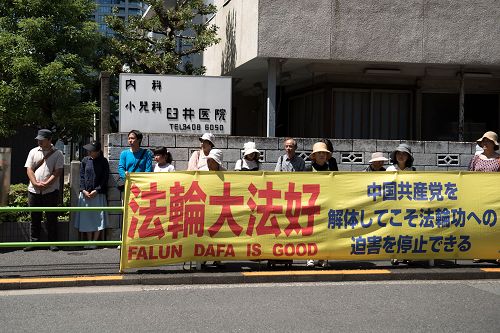 内科
小児科
臼井医院
TEL3408 6050
法輪大法好
FALUN DAFA IS GOOD
中国共産党を
解体してこそ法輪功への
迫害を停止できる